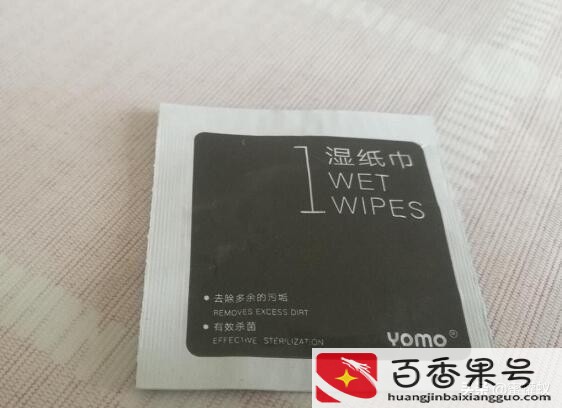 1
湿纸巾
WET
WIPES
去除多余的污垢
REMOVES EXCESS DIRT
有效杀菌
EFFECTIVE STERILIZATION
yomo®
百香果号
huangjinbaixiangguo.com